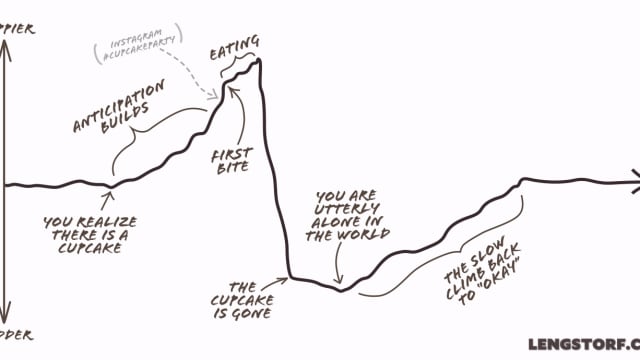 PPIER
(INSTAGRAM
#CUPCAKEPARTY)
EATING
ANTICIPATION
BUILDS
FIRST
BITE
YOU REALIZE
THERE IS A
CUPCAKE
YOU ARE
UTTERLY
ALONE IN
THE WORLD
THE
CUPCAKE
IS GONE
THE SLOW
CLIMB BACK
TO "OKAY"
DDER
LENGSTORF.C